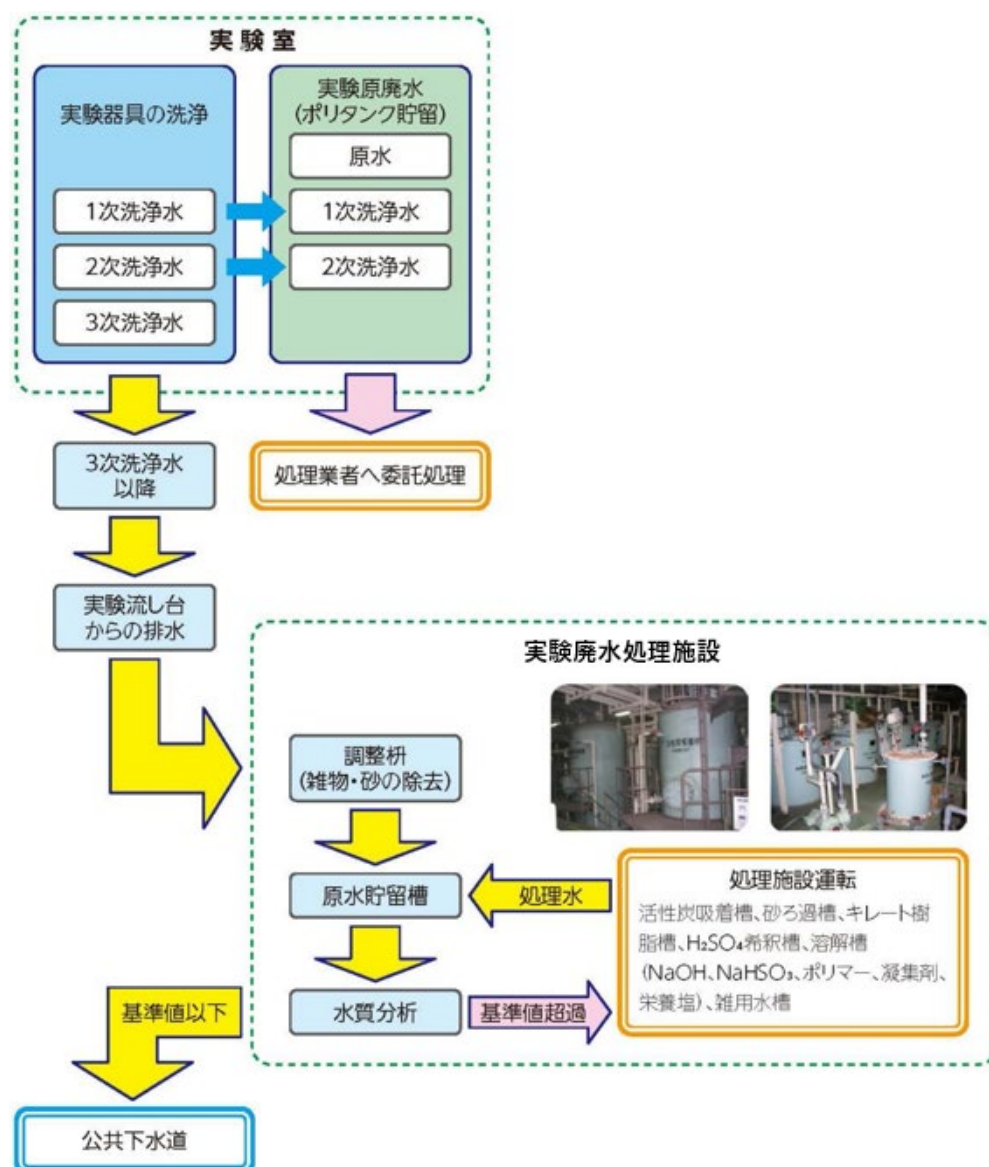 実験室
実験器具の洗浄
1次洗浄水
2次洗浄水
3次洗浄水
実験原廃水
(ポリタンク貯留)
原水
1次洗浄水
2次洗浄水
3次洗浄水
以降
処理業者へ委託処理
実験流し台
からの排水
実験廃水処理施設
調整枡
(雑物・砂の除去)
原水貯留槽
処理水
処理施設運転
活性炭吸着槽、砂ろ過槽、キレート樹
脂槽、H₂SO₄希釈槽、溶解槽
(NaOH、NaHSO₃、ポリマー、凝集剤、
栄養塩)、雑用水槽
水質分析
基準値超過
基準値以下
公共下水道